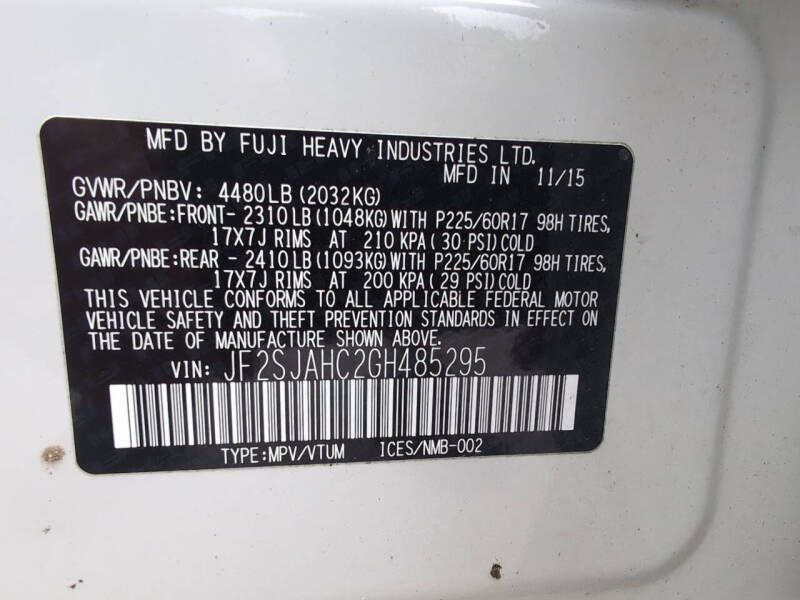 MFD BY FUJI HEAVY INDUSTRIES LTD.
MFD IN 11/15
GVWR/PNBV: 4480LB(2032KG)
GAWR/PNBE:FRONT- 2310LB(1048KG)WITH P225/60R17 98H TIRES,
17X7J RIMS AT 210 KPA( 30 PSI)COLD
GAWR/PNBE:REAR - 2410LB(1093KG)WITH P225/60R17 98H TIRES,
17X7J RIMS AT 200 KPA( 29 PSI)COLD
THIS VEHICLE CONFORMS TO ALL APPLICABLE FEDERAL MOTOR
VEHICLE SAFETY AND THEFT PREVENTION STANDARDS IN EFFECT ON
THE DATE OF MANUFACTURE SHOWN ABOVE.
VIN: JF2SJAHC2GH485295
TYPE:MPV/VTUM ICES/NMB-002